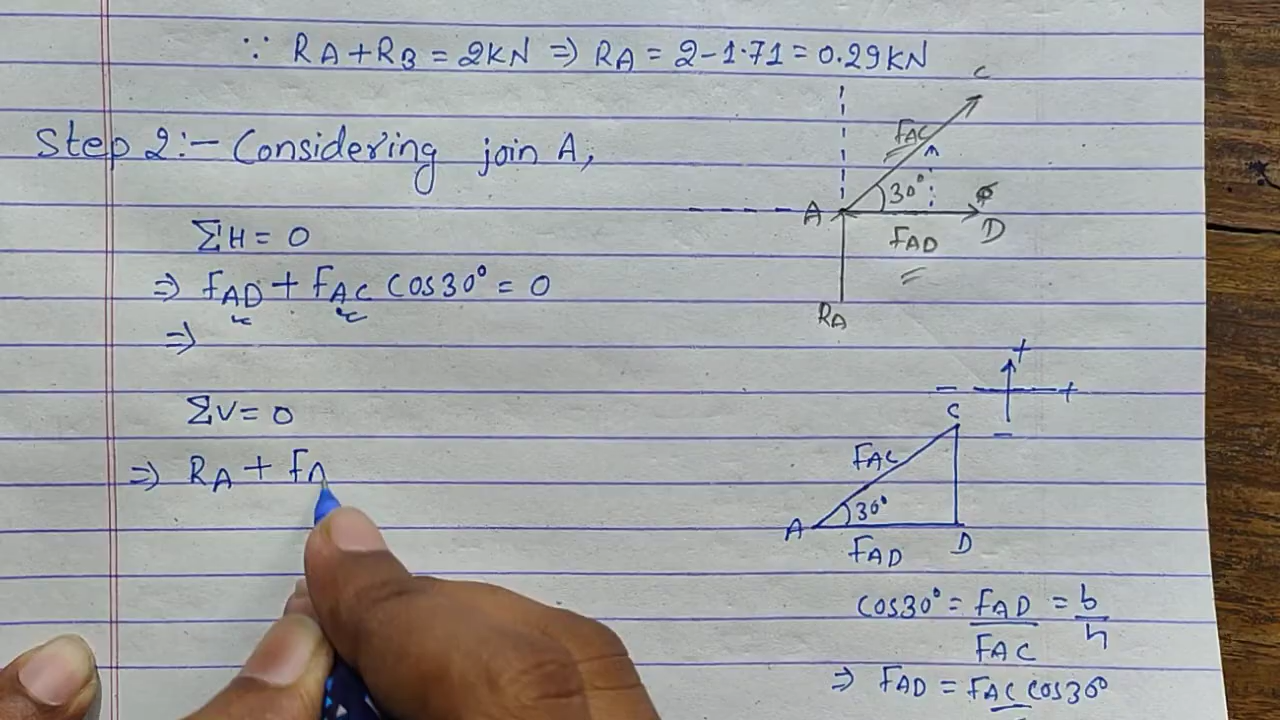 ∵ RA + RB = 2KN ⇒ RA = 2 - 1.71 = 0.29KN
Step 2:- Considering join A,
ΣH = 0
⇒ FAD + FAC cos30° = 0
⇒
ΣV = 0
⇒ RA + FA
C
FAC
30°
A
D
FAD
RA
+
- +
-
C
FAC
30°
A
D
FAD
cos30° = FAD/FAC = b/h
⇒ FAD = FAC cos30°